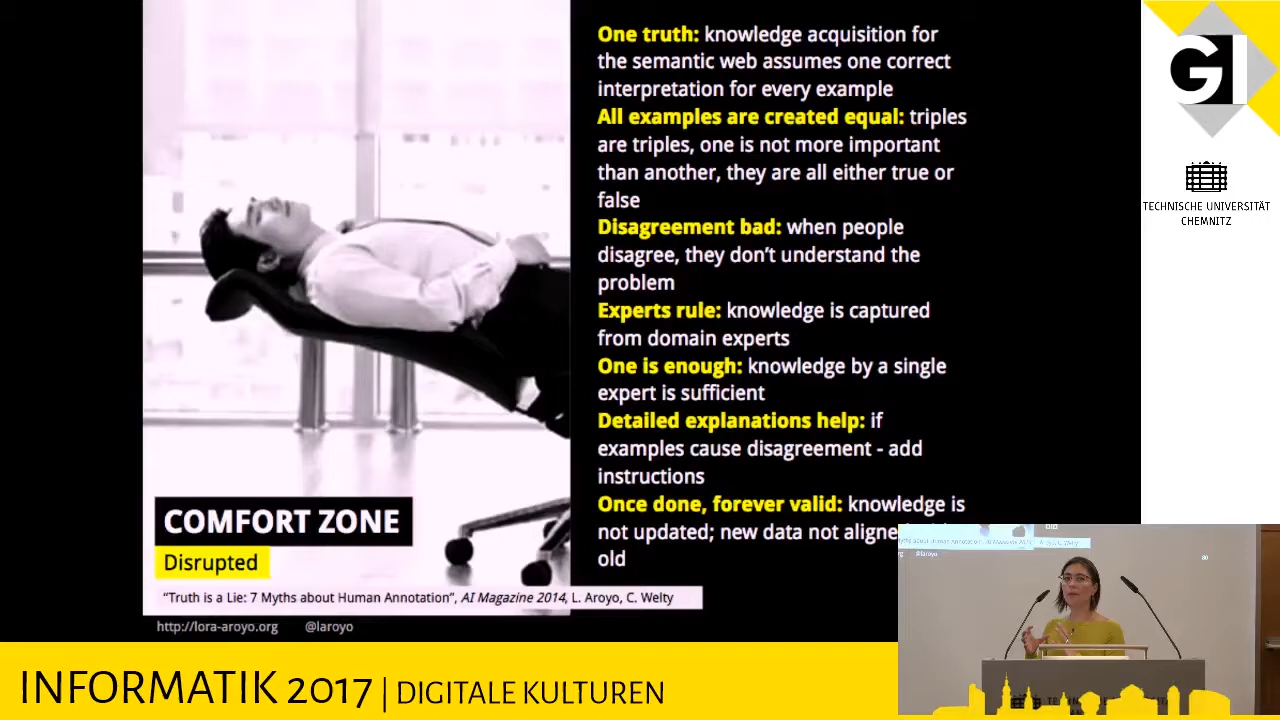 One truth: knowledge acquisition for
the semantic web assumes one correct
interpretation for every example
All examples are created equal: triples
are triples, one is not more important
than another, they are all either true or
false
Disagreement bad: when people
disagree, they don't understand the
problem
Experts rule: knowledge is captured
from domain experts
One is enough: knowledge by a single
expert is sufficient
Detailed explanations help: if
examples cause disagreement - add
instructions
Once done, forever valid: knowledge is
not updated; new data not aligne
old
COMFORT ZONE
Disrupted
“Truth is a Lie: 7 Myths about Human Annotation”, AI Magazine 2014, L. Aroyo, C. Welty
http://lora-aroyo.org @laroyo
GI
TECHNISCHE UNIVERSITÄT
CHEMNITZ
INFORMATIK 2017 | DIGITALE KULTUREN
old
@laroyo